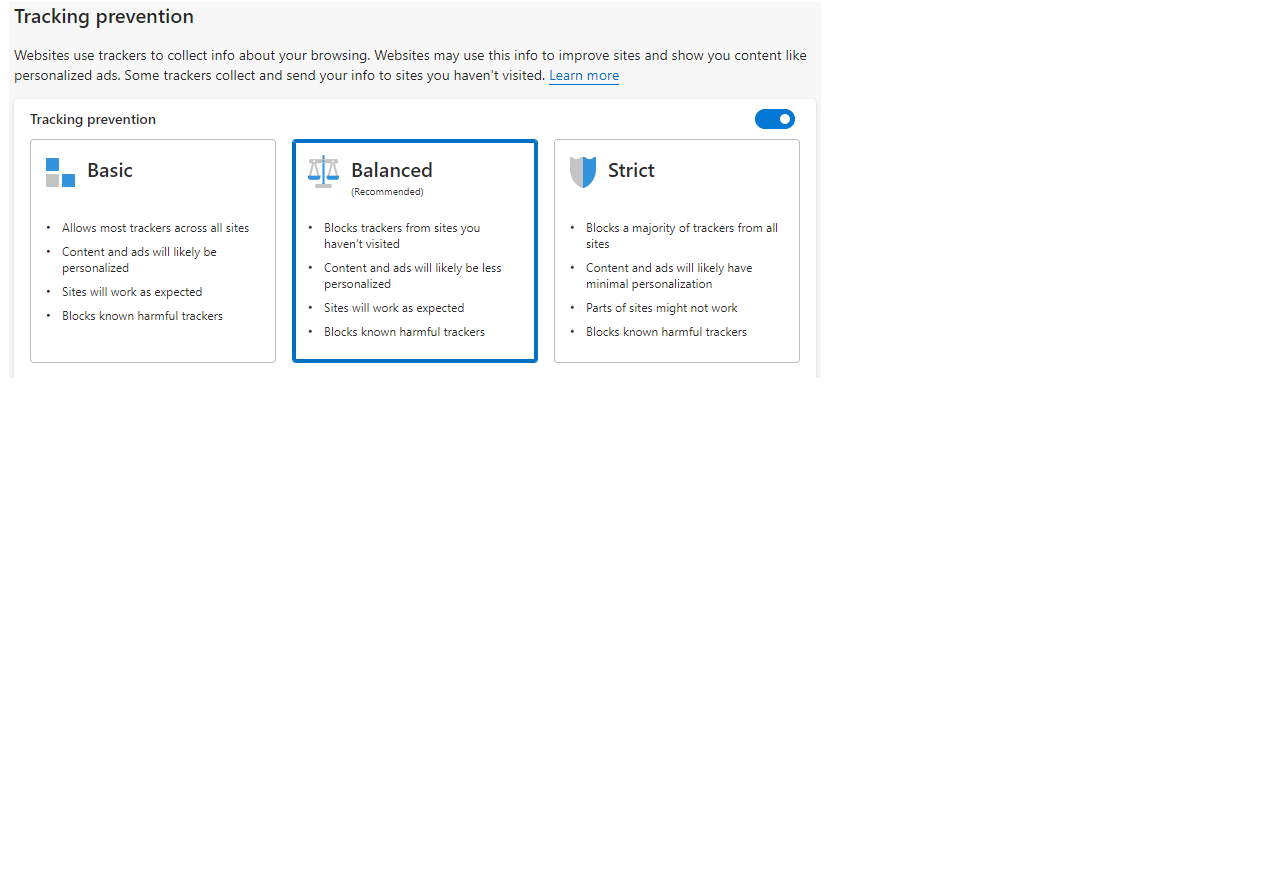 Tracking prevention
Websites use trackers to collect info about your browsing. Websites may use this info to improve sites and show you content like
personalized ads. Some trackers collect and send your info to sites you haven't visited. Learn more
Tracking prevention
Basic
• Allows most trackers across all sites
• Content and ads will likely be
personalized
• Sites will work as expected
• Blocks known harmful trackers
Balanced
(Recommended)
• Blocks trackers from sites you
haven't visited
• Content and ads will likely be less
personalized
• Sites will work as expected
• Blocks known harmful trackers
Strict
• Blocks a majority of trackers from all
sites
• Content and ads will likely have
minimal personalization
• Parts of sites might not work
• Blocks known harmful trackers